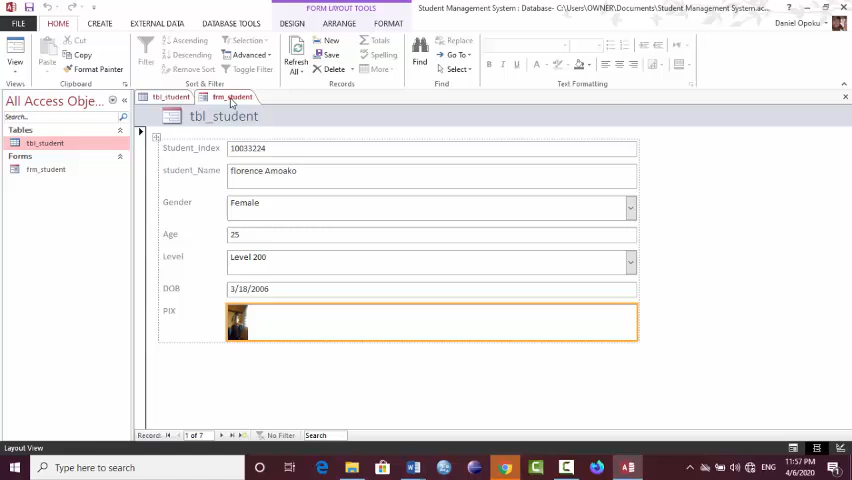 FORM LAYOUT TOOLS
Student Management System : Database- C:\Users\OWNER\Documents\Student Management System.ac...
FILE HOME CREATE EXTERNAL DATA DATABASE TOOLS DESIGN ARRANGE FORMAT Daniel Opoku
View
Paste
Cut
Copy
Format Painter
Filter
Ascending
Descending
Remove Sort
Selection
Advanced
Toggle Filter
Refresh
All
New
Save
Delete
Totals
Spelling
More
Find
Replace
Go To
Select
B I U A
Views Clipboard Sort & Filter Records Find Text Formatting
All Access Obje...
Search...
Tables
tbl_student
Forms
frm_student
tbl_student frm_student
tbl_student
Student_Index 10033224
student_Name florence Amoako
Gender Female
Age 25
Level Level 200
DOB 3/18/2006
PIX
Record: 1 of 7 No Filter Search
Layout View
Type here to search
ENG
11:57 PM
4/6/2020